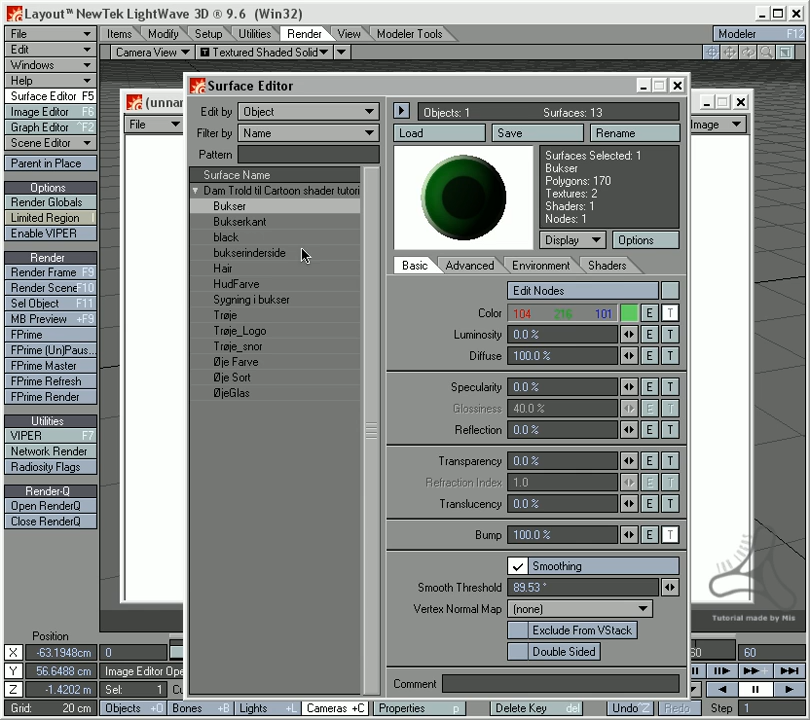 Layout™ NewTek LightWave 3D ® 9.6 (Win32)
File
Items Modify Setup Utilities Render View Modeler Tools
Modeler F12
Edit
Camera View
Textured Shaded Solid
Windows
Help
Surface Editor F5
Image Editor F6
Graph Editor ^F2
Scene Editor
Parent in Place
Options
Render Globals
Limited Region l
Enable VIPER
Render
Render Frame F9
Render Scene F10
Sel Object F11
MB Preview +F9
FPrime
FPrime (Un)Paus...
FPrime Master
FPrime Refresh
FPrime Render
Utilities
VIPER F7
Network Render
Radiosity Flags
Render-Q
Open RenderQ
Close RenderQ
(unnar
File
Image
Surface Editor
Edit by Object
Filter by Name
Pattern
Surface Name
Dam Trold til Cartoon shader tutori
Bukser
Bukserkant
black
bukserinderside
Hair
HudFarve
Sygning i bukser
Trøje
Trøje_Logo
Trøje_snor
Øje Farve
Øje Sort
ØjeGlas
Objects: 1 Surfaces: 13
Load Save Rename
Surfaces Selected: 1
Bukser
Polygons: 170
Textures: 2
Shaders: 1
Nodes: 1
Display Options
Basic Advanced Environment Shaders
Edit Nodes
Color 104 216 101 E T
Luminosity 0.0 % E T
Diffuse 100.0 % E T
Specularity 0.0 % E T
Glossiness 40.0 % E T
Reflection 0.0 % E T
Transparency 0.0 % E T
Refraction Index 1.0 E T
Translucency 0.0 % E T
Bump 100.0 % E T
Smoothing
Smooth Threshold 89.53 °
Vertex Normal Map (none)
Exclude From VStack
Double Sided
Comment
Tutorial made by Mis
Position
X -63.1948cm 0
60 60
Y 56.6488 cm Image Editor Ope
Z -1.4202 m Sel: 1
Grid: 20 cm Objects +O Bones +B Lights +L Cameras +C Properties p Delete Key del Undo ^Z Redo Step 1